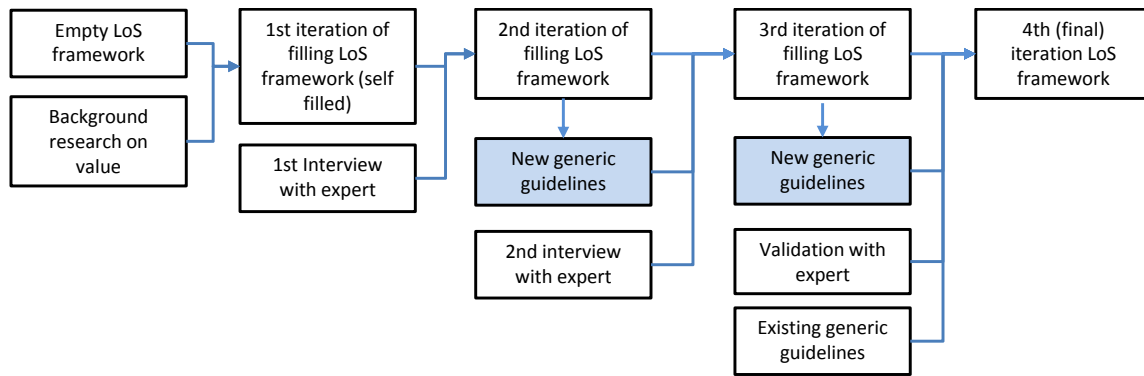 Empty LoS
framework
Background
research on
value
1st iteration of
filling LoS
framework (self
filled)
1st Interview
with expert
2nd iteration of
filling LoS
framework
New generic
guidelines
2nd interview
with expert
3rd iteration of
filling LoS
framework
New generic
guidelines
Validation with
expert
Existing generic
guidelines
4th (final)
iteration LoS
framework